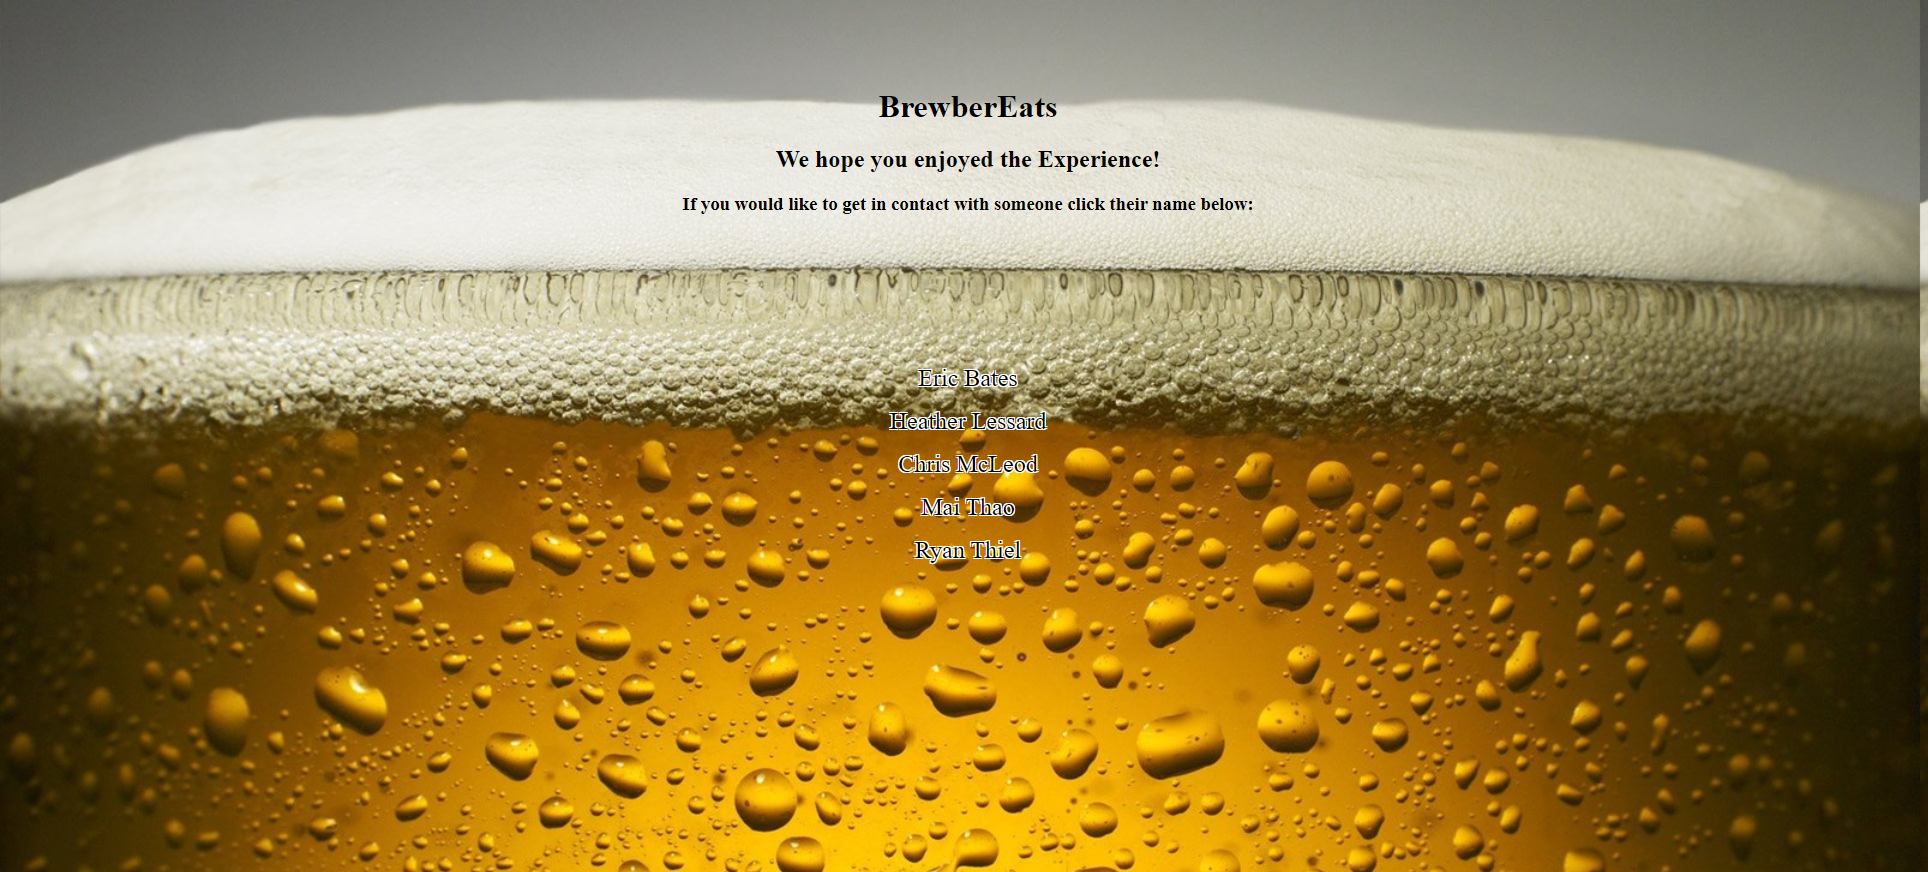 BrewberEats
We hope you enjoyed the Experience!
If you would like to get in contact with someone click their name below:
Eric Bates
Heather Lessard
Chris McLeod
Mai Thao
Ryan Thiel